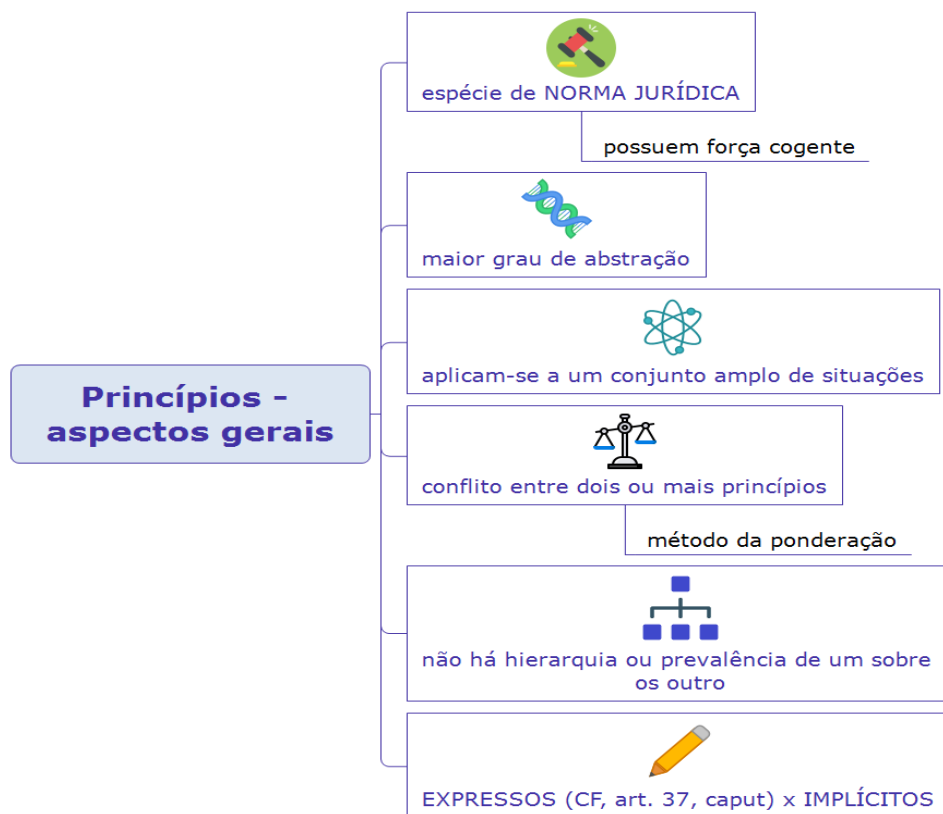 espécie de NORMA JURÍDICA
possuem força cogente
maior grau de abstração
aplicam-se a um conjunto amplo de situações
Princípios -
aspectos gerais
conflito entre dois ou mais princípios
método da ponderação
não há hierarquia ou prevalência de um sobre
os outro
EXPRESSOS (CF, art. 37, caput) x IMPLÍCITOS